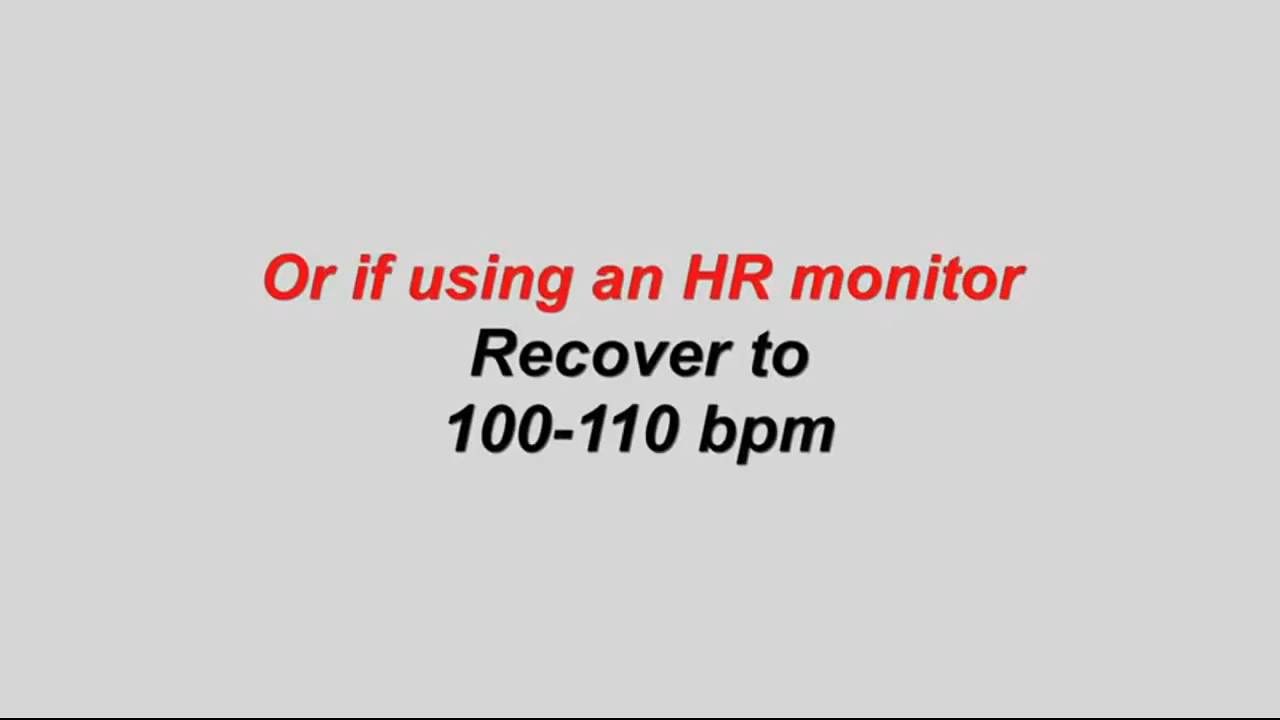 Or if using an HR monitor
Recover to
100-110 bpm